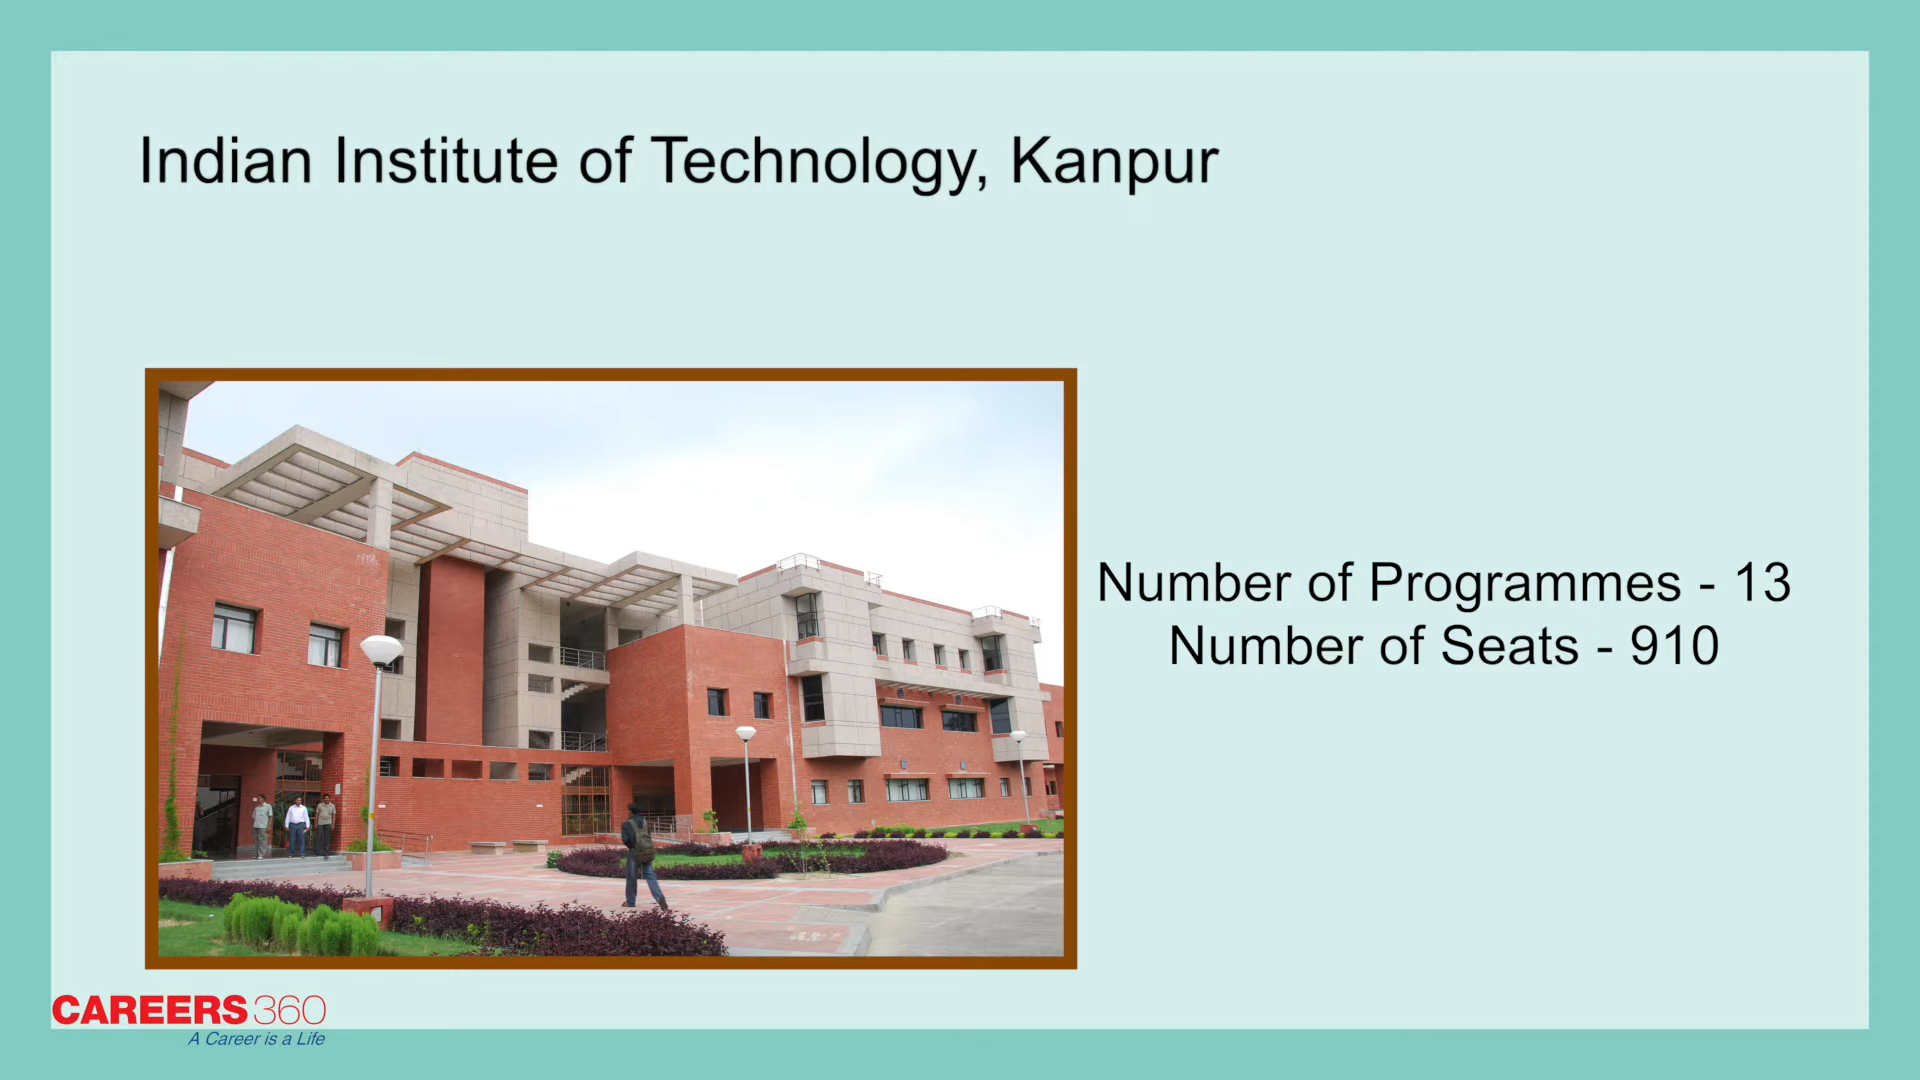 Indian Institute of Technology, Kanpur
Number of Programmes - 13
Number of Seats - 910
CAREERS360
A Career is a Life